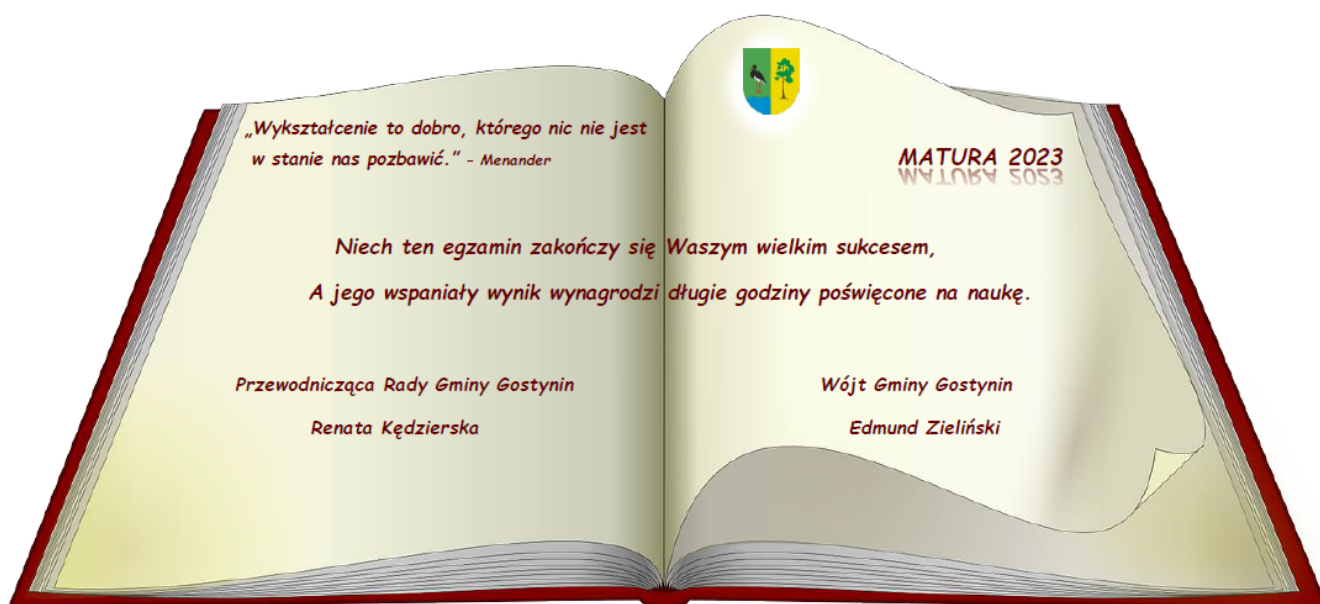 „Wykształcenie to dobro, którego nic nie jest
w stanie nas pozbawić.” - Menander
MATURA 2023
Niech ten egzamin zakończy się Waszym wielkim sukcesem,
A jego wspaniały wynik wynagrodzi długie godziny poświęcone na naukę.
Przewodnicząca Rady Gminy Gostynin
Renata Kędzierska
Wójt Gminy Gostynin
Edmund Zieliński